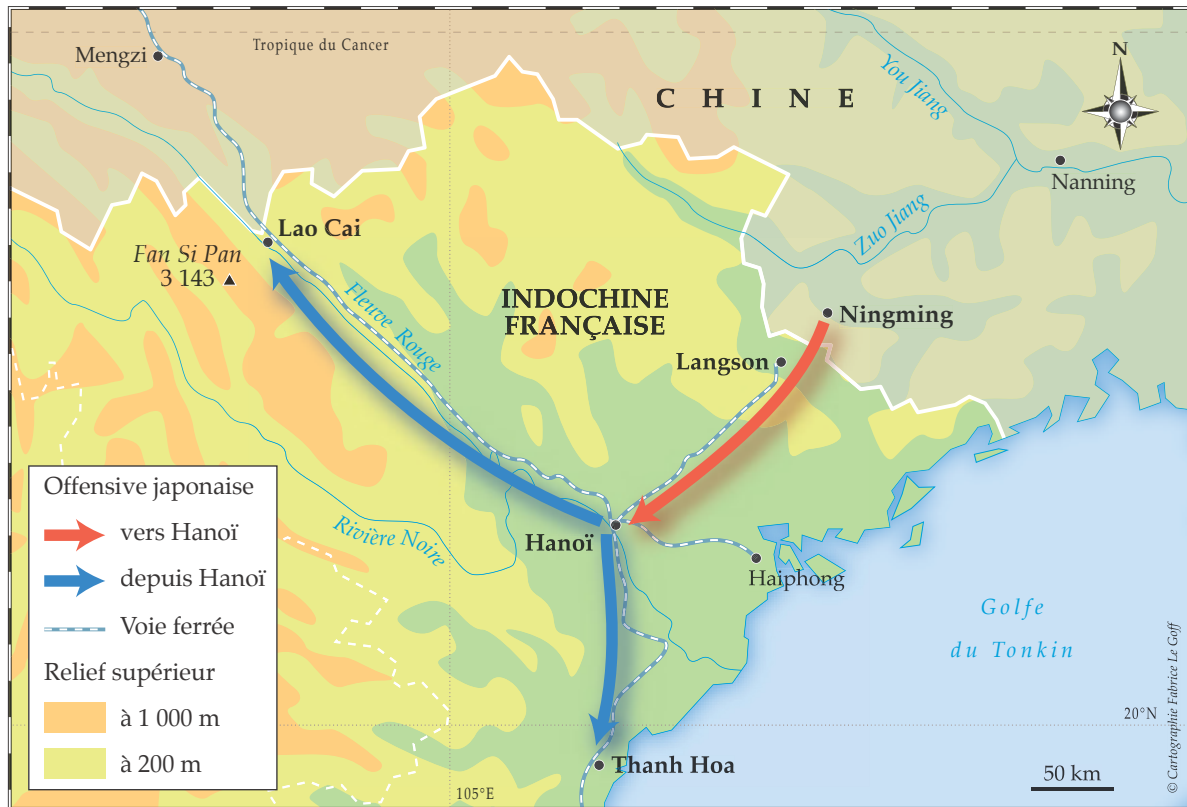 Mengzi
Tropique du Cancer
CHINE
You Jiang
N
Nanning
Zuo Jiang
Lao Cai
Fan Si Pan
3 143
Fleuve Rouge
INDOCHINE
FRANÇAISE
Ningming
Langson
Rivière Noire
Hanoï
Haiphong
Golfe
du Tonkin
Offensive japonaise
vers Hanoï
depuis Hanoï
Voie ferrée
Relief supérieur
à 1 000 m
à 200 m
20°N
Thanh Hoa
105°E
50 km
© Cartographie Fabrice Le Goff